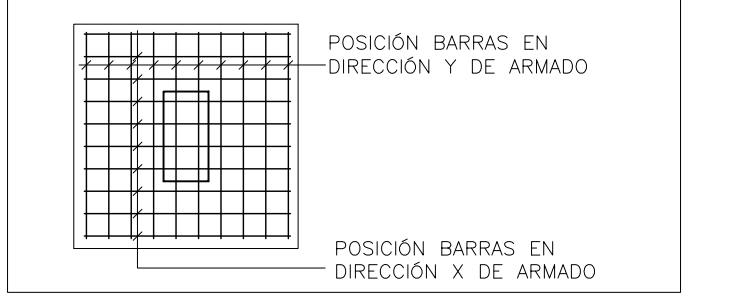 POSICIÓN BARRAS EN
DIRECCIÓN Y DE ARMADO
POSICIÓN BARRAS EN
DIRECCIÓN X DE ARMADO